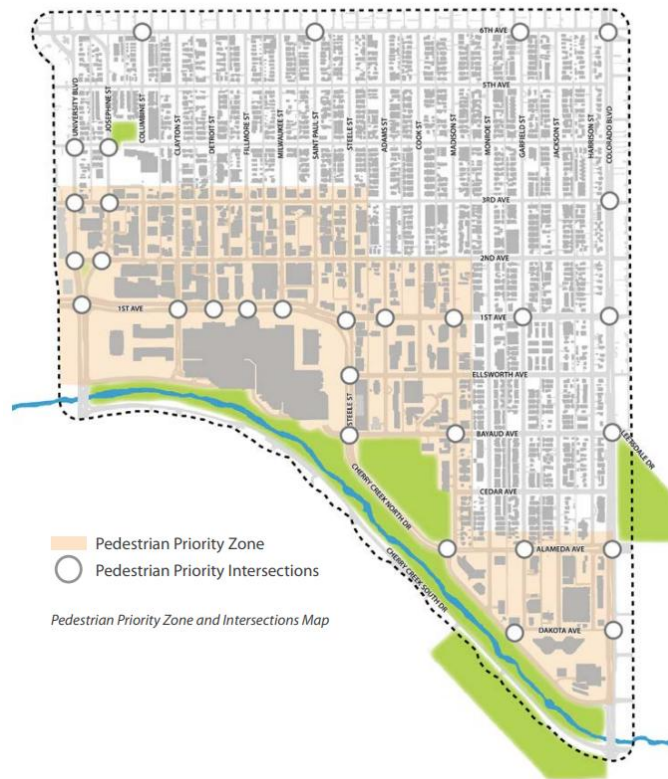 6TH AVE
5TH AVE
UNIVERSITY BLVD
JOSEPHINE ST
COLUMBINE ST
CLAYTON ST
DETROIT ST
FILLMORE ST
MILWAUKEE ST
SAINT PAUL ST
STEELE ST
ADAMS ST
COOK ST
MADISON ST
MONROE ST
GARFIELD ST
JACKSON ST
HARRISON ST
COLORADO BLVD
3RD AVE
2ND AVE
1ST AVE
1ST AVE
ELLSWORTH AVE
STEELE ST
BAYAUD AVE
LEETSDALE DR
CHERRY CREEK NORTH DR
CEDAR AVE
Pedestrian Priority Zone
ALAMEDA AVE
CHERRY CREEK SOUTH DR
Pedestrian Priority Intersections
Pedestrian Priority Zone and Intersections Map
DAKOTA AVE